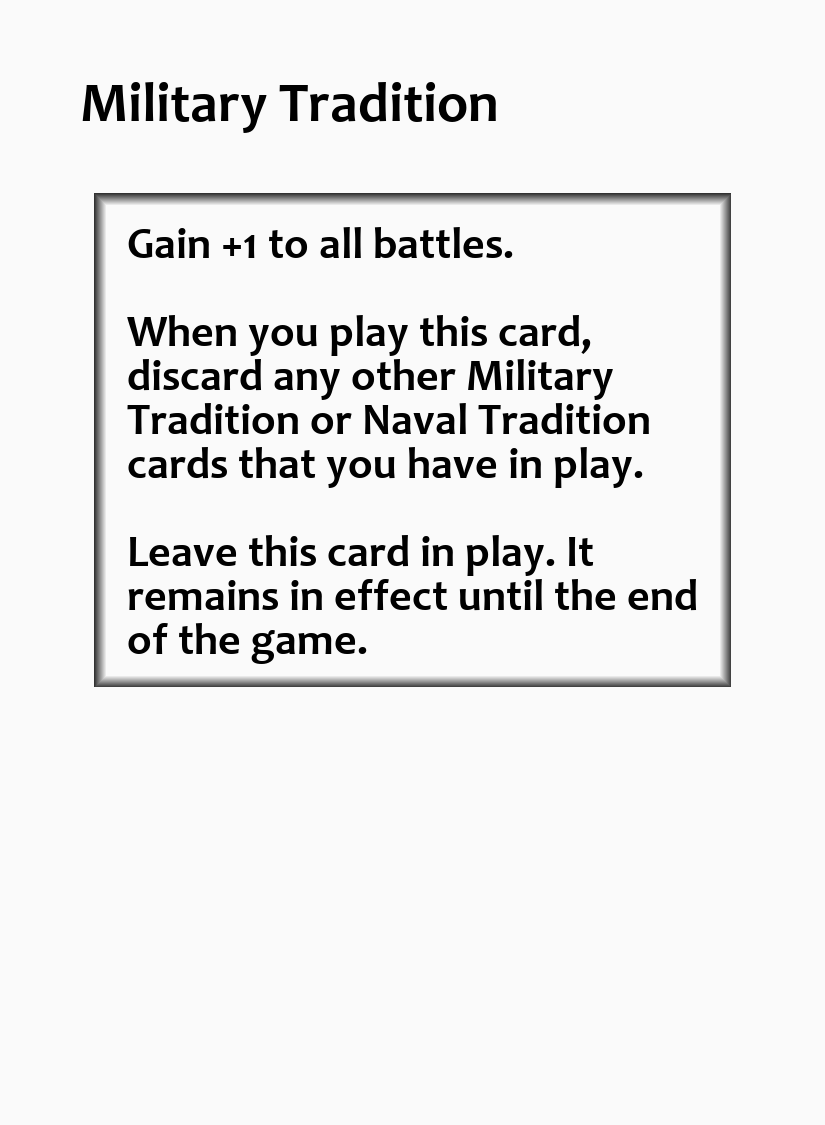 Military Tradition
Gain +1 to all battles.
When you play this card,
discard any other Military
Tradition or Naval Tradition
cards that you have in play.
Leave this card in play. It
remains in effect until the end
of the game.